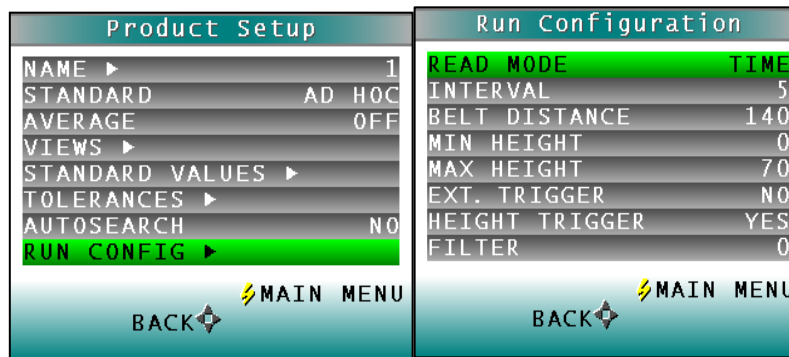 Product Setup
NAME ▶ 1
STANDARD AD HOC
AVERAGE OFF
VIEWS ▶
STANDARD VALUES ▶
TOLERANCES ▶
AUTOSEARCH NO
RUN CONFIG ▶
MAIN MENU
BACK
Run Configuration
READ MODE TIME
INTERVAL 5
BELT DISTANCE 140
MIN HEIGHT 0
MAX HEIGHT 70
EXT. TRIGGER NO
HEIGHT TRIGGER YES
FILTER 0
MAIN MENU
BACK